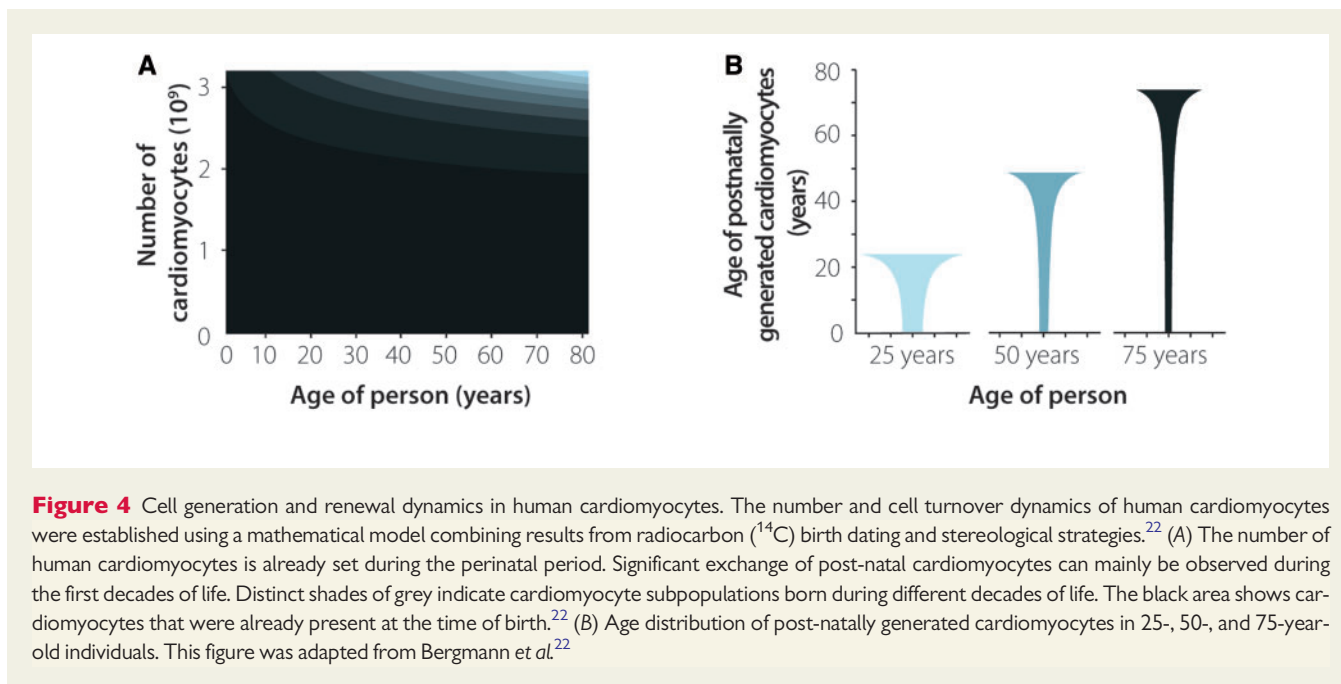 A
Number of
cardiomyocytes (10⁹)
3
2
1
0
0 10 20 30 40 50 60 70 80
Age of person (years)
B
Age of postnatally
generated cardiomyocytes
(years)
80
60
40
20
0
25 years 50 years 75 years
Age of person
Figure 4 Cell generation and renewal dynamics in human cardiomyocytes. The number and cell turnover dynamics of human cardiomyocytes
were established using a mathematical model combining results from radiocarbon (¹⁴C) birth dating and stereological strategies.²² (A) The number of
human cardiomyocytes is already set during the perinatal period. Significant exchange of post-natal cardiomyocytes can mainly be observed during
the first decades of life. Distinct shades of grey indicate cardiomyocyte subpopulations born during different decades of life. The black area shows car-
diomyocytes that were already present at the time of birth.²² (B) Age distribution of post-natally generated cardiomyocytes in 25-, 50-, and 75-year-
old individuals. This figure was adapted from Bergmann et al.²²